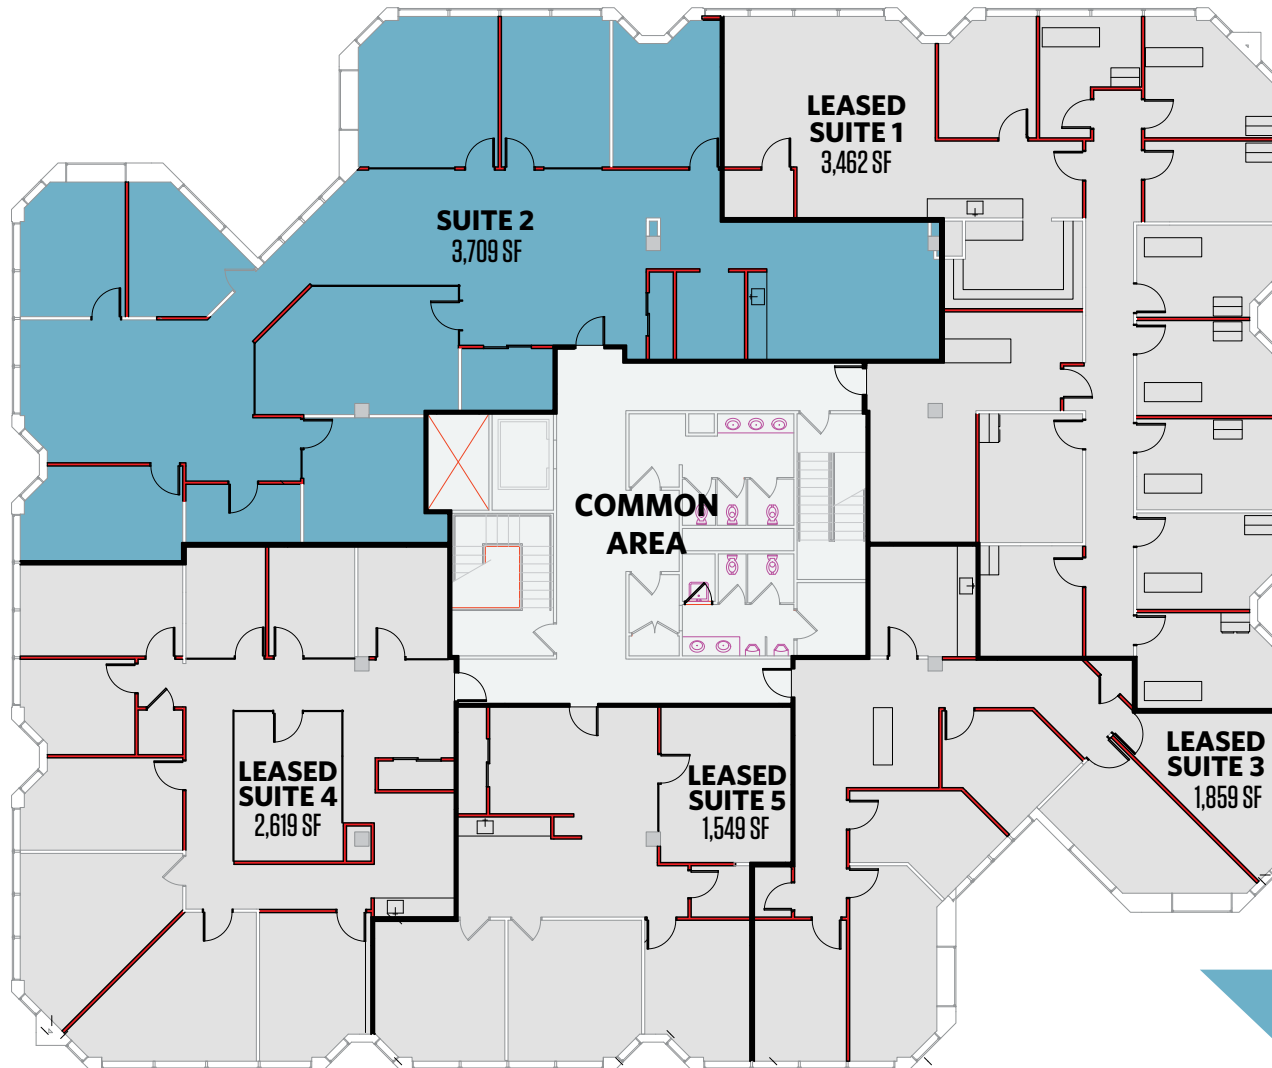 LEASED
SUITE 1
3,462 SF
SUITE 2
3,709 SF
COMMON
AREA
LEASED
SUITE 3
1,859 SF
LEASED
SUITE 4
2,619 SF
LEASED
SUITE 5
1,549 SF